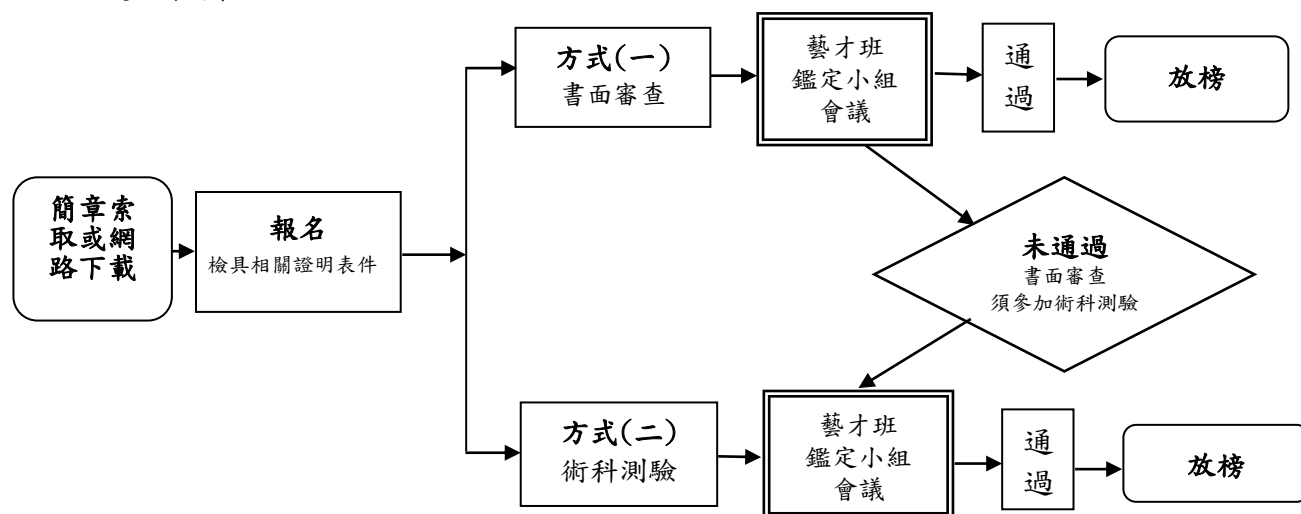 方式(一)
書面審查
藝才班
鑑定小組
會議
通
過
放榜
簡章索
取或網
路下載
報名
檢具相關證明表件
未通過
書面審查
須參加術科測驗
方式(二)
術科測驗
藝才班
鑑定小組
會議
通
過
放榜